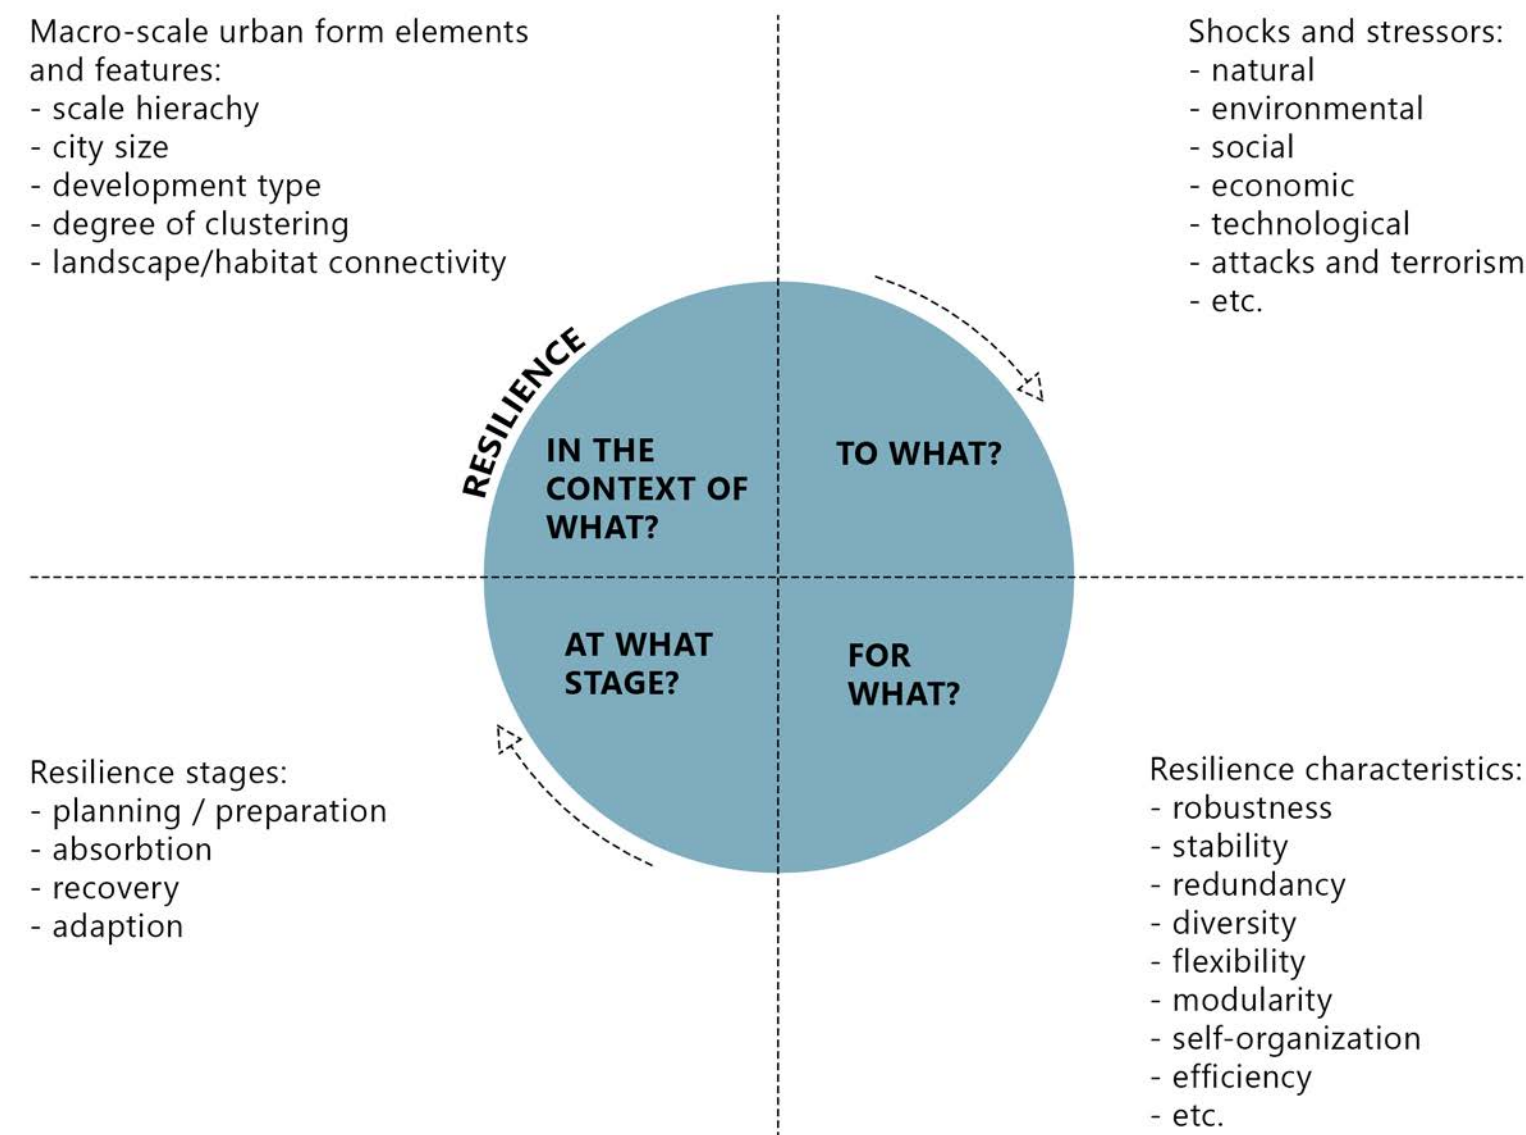 Macro-scale urban form elements
and features:
- scale hierachy
- city size
- development type
- degree of clustering
- landscape/habitat connectivity
Shocks and stressors:
- natural
- environmental
- social
- economic
- technological
- attacks and terrorism
- etc.
RESILIENCE
IN THE
CONTEXT OF
WHAT?
TO WHAT?
AT WHAT
STAGE?
FOR
WHAT?
Resilience stages:
- planning / preparation
- absorbtion
- recovery
- adaption
Resilience characteristics:
- robustness
- stability
- redundancy
- diversity
- flexibility
- modularity
- self-organization
- efficiency
- etc.